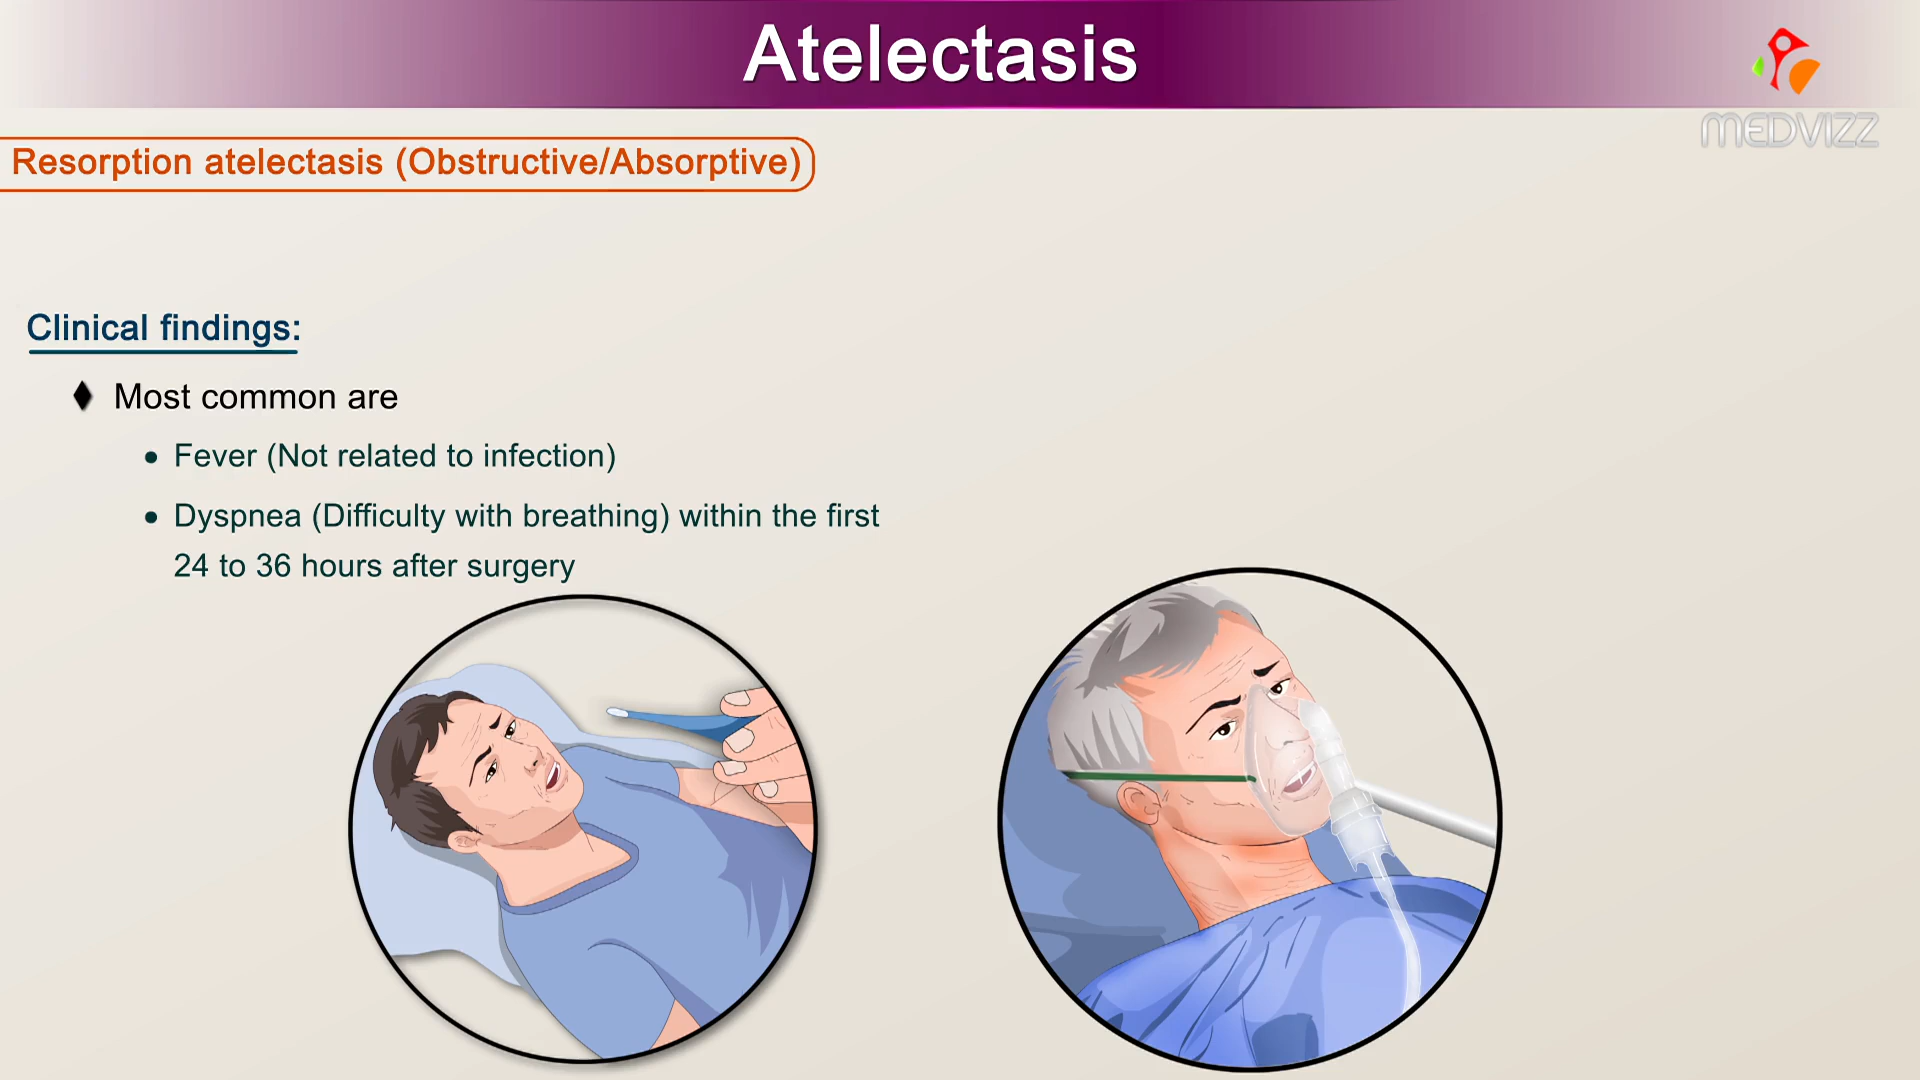 Atelectasis
MEDVIZZ
Resorption atelectasis (Obstructive/Absorptive)
Clinical findings:
Most common are
Fever (Not related to infection)
Dyspnea (Difficulty with breathing) within the first
24 to 36 hours after surgery